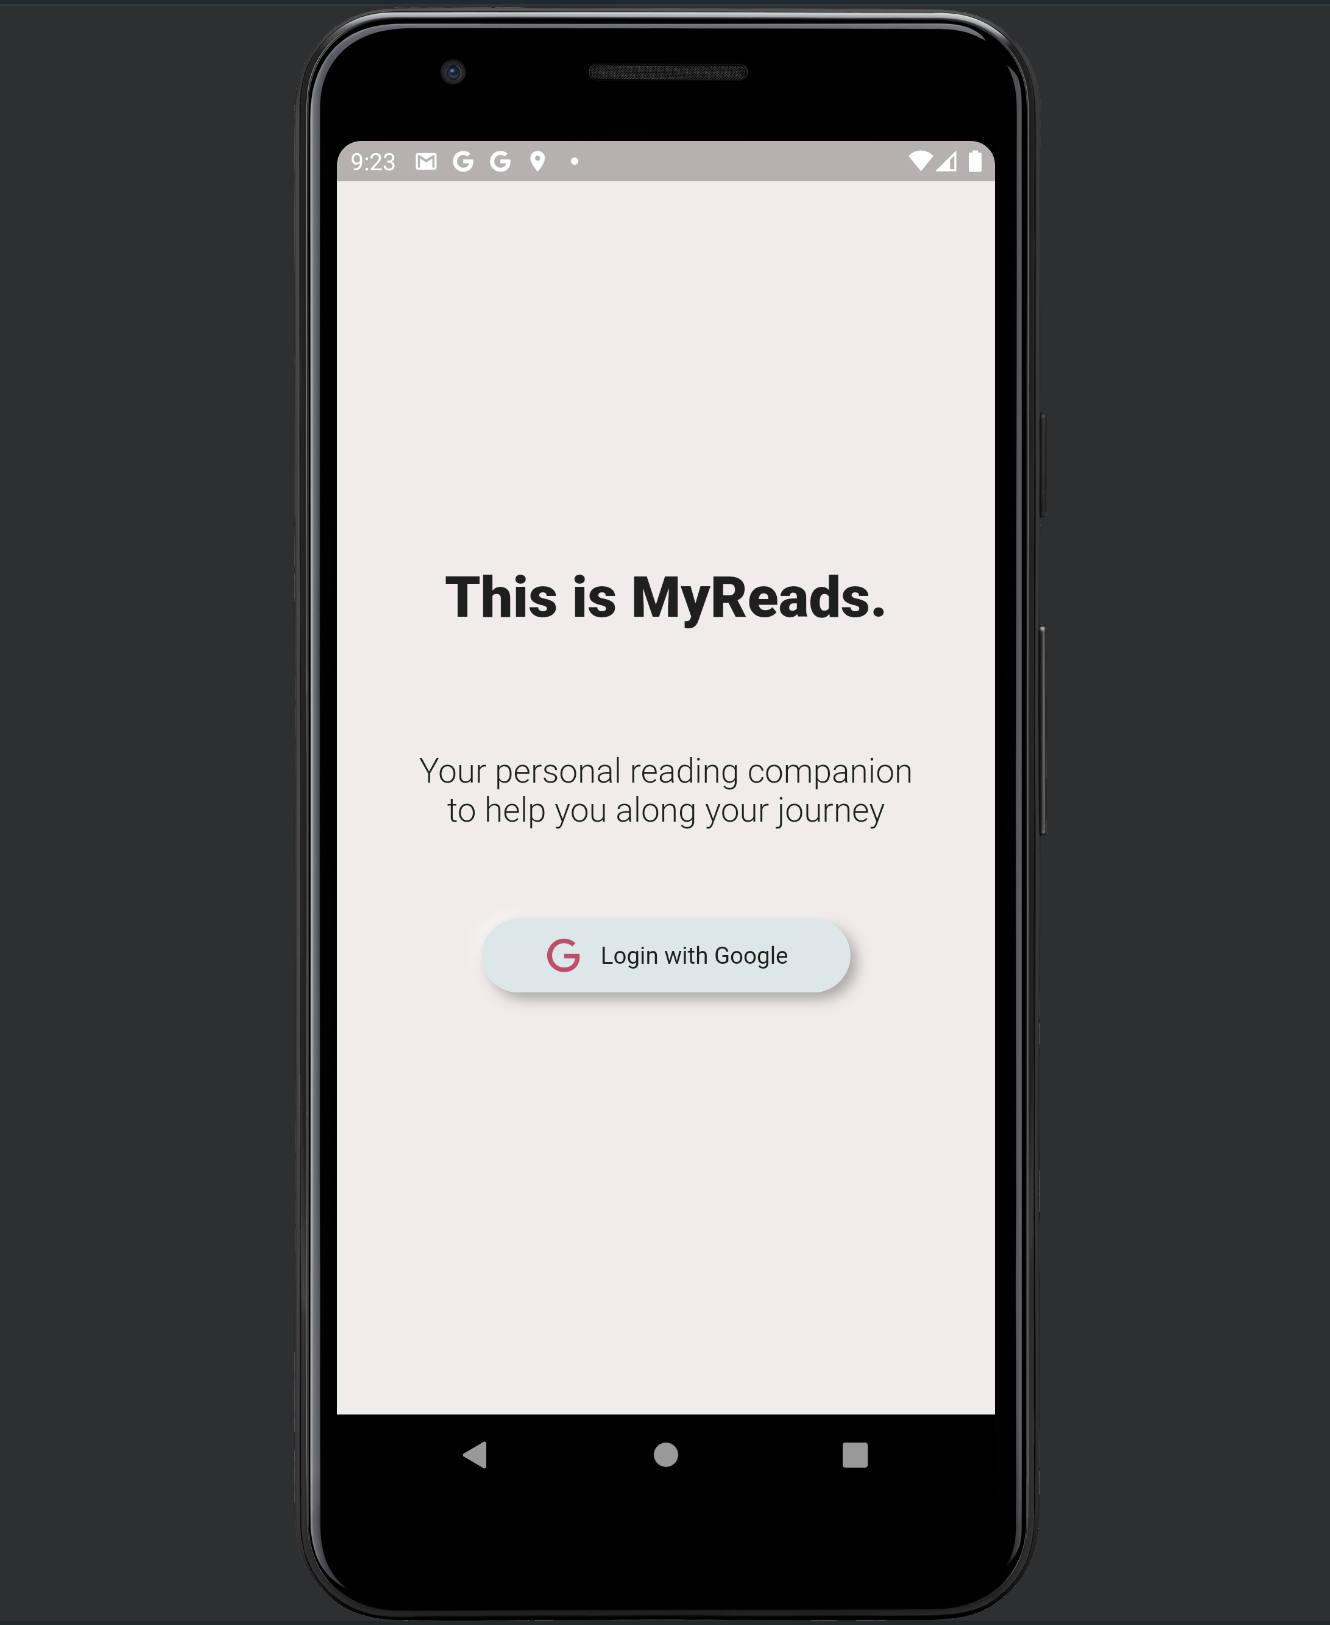 9:23
This is MyReads.
Your personal reading companion
to help you along your journey
Login with Google